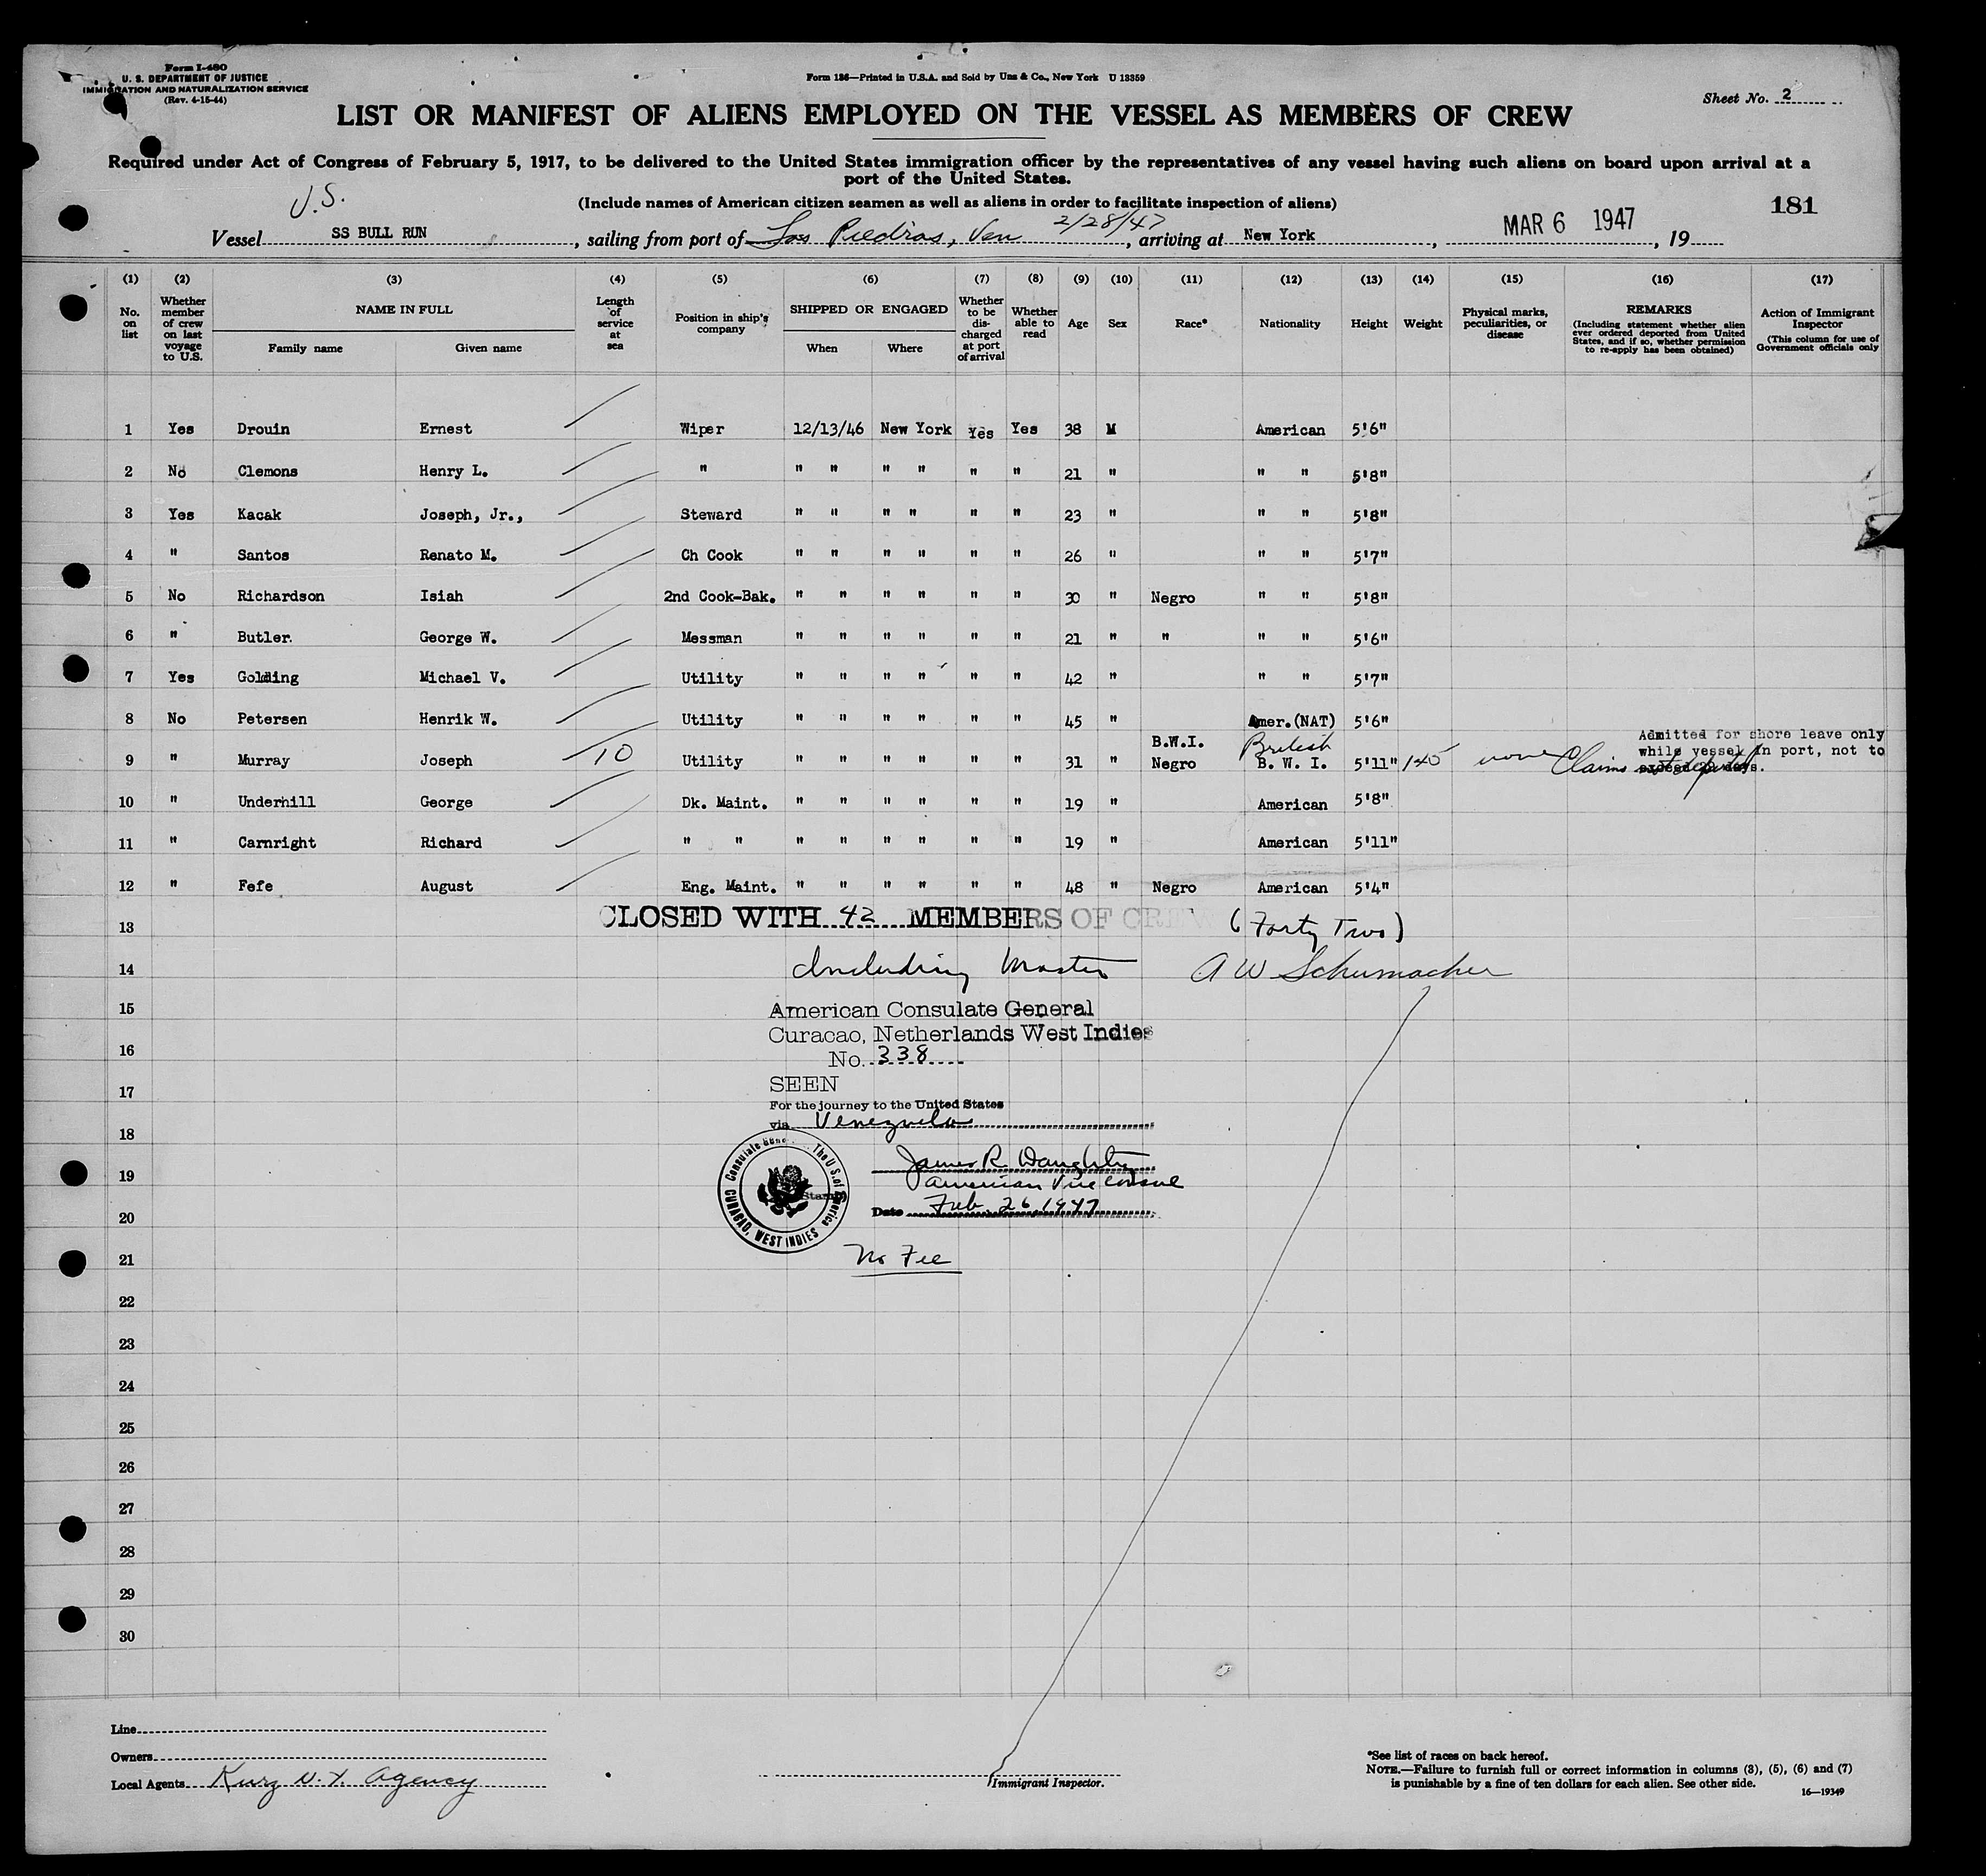 Form I-480
U. S. DEPARTMENT OF JUSTICE
IMMIGRATION AND NATURALIZATION SERVICE
(Rev. 4-15-44)
Form 136—Printed in U.S.A. and Sold by Unz & Co., New York U 13359
Sheet No. 2
LIST OR MANIFEST OF ALIENS EMPLOYED ON THE VESSEL AS MEMBERS OF CREW
Required under Act of Congress of February 5, 1917, to be delivered to the United States immigration officer by the representatives of any vessel having such aliens on board upon arrival at a
port of the United States.
U.S.
(Include names of American citizen seamen as well as aliens in order to facilitate inspection of aliens)
181
Vessel SS BULL RUN, sailing from port of Las Piedras, Ven 2/28/47, arriving at New York, MAR 6 1947, 19
(1) (2) (3) (4) (5) (6) (7) (8) (9) (10) (11) (12) (13) (14) (15) (16) (17)
No. on list
Whether member of crew on last voyage to U.S.
NAME IN FULL
Family name Given name
Length of service at sea
Position in ship's company
SHIPPED OR ENGAGED
When Where
Whether to be discharged at port of arrival
Whether able to read
Age
Sex
Race*
Nationality
Height
Weight
Physical marks, peculiarities, or disease
REMARKS
(Including statement whether alien ever ordered deported from United States, and if so, whether permission to re-apply has been obtained)
Action of Immigrant Inspector
(This column for use of Government officials only
1 Yes Drouin Ernest Wiper 12/13/46 New York Yes Yes 38 M American 5'6"
2 No Clemons Henry L. " " " " " " " 21 " " " 5'8"
3 Yes Kacak Joseph, Jr., Steward " " " " " " 23 " " " 5'8"
4 " Santos Renato M. Ch Cook " " " " " " 26 " " " 5'7"
5 No Richardson Isiah 2nd Cook-Bak. " " " " " " 30 " Negro " " 5'8"
6 " Butler. George W. Messman " " " " " " 21 " " " " 5'6"
7 Yes Golding Michael V. Utility " " " " " " 42 " " " 5'7"
8 No Petersen Henrik W. Utility " " " " " " 45 " Amer.(NAT) 5'6"
B.W.I. British Admitted for shore leave only
while vessel in port, not to
9 " Murray Joseph 10 Utility " " " " " " 31 " Negro B. W. I. 5'11" 145 none Claims days.
10 " Underhill George Dk. Maint. " " " " " " 19 " American 5'8"
11 " Carnright Richard " " " " " " " " 19 " American 5'11"
12 " Fefe August Eng. Maint. " " " " " " 48 " Negro American 5'4"
13 CLOSED WITH 42 MEMBERS OF CREW (Forty Two)
14 Including Master A W Schumacher
15 American Consulate General
Curacao, Netherlands West Indies
16 No. 338
17 SEEN
For the journey to the United States
18 via Venezuela
19 James R. Daughtry
American Vice Consul
20 Date Feb. 26, 1947
CURACAO, WEST INDIES
21 No Fee
22
23
24
25
26
27
28
29
30
Line
Owners
Local Agents Kurz N.Y. Agency
Immigrant Inspector.
*See list of races on back hereof.
NOTE.—Failure to furnish full or correct information in columns (3), (5), (6) and (7)
is punishable by a fine of ten dollars for each alien. See other side.
16—19349